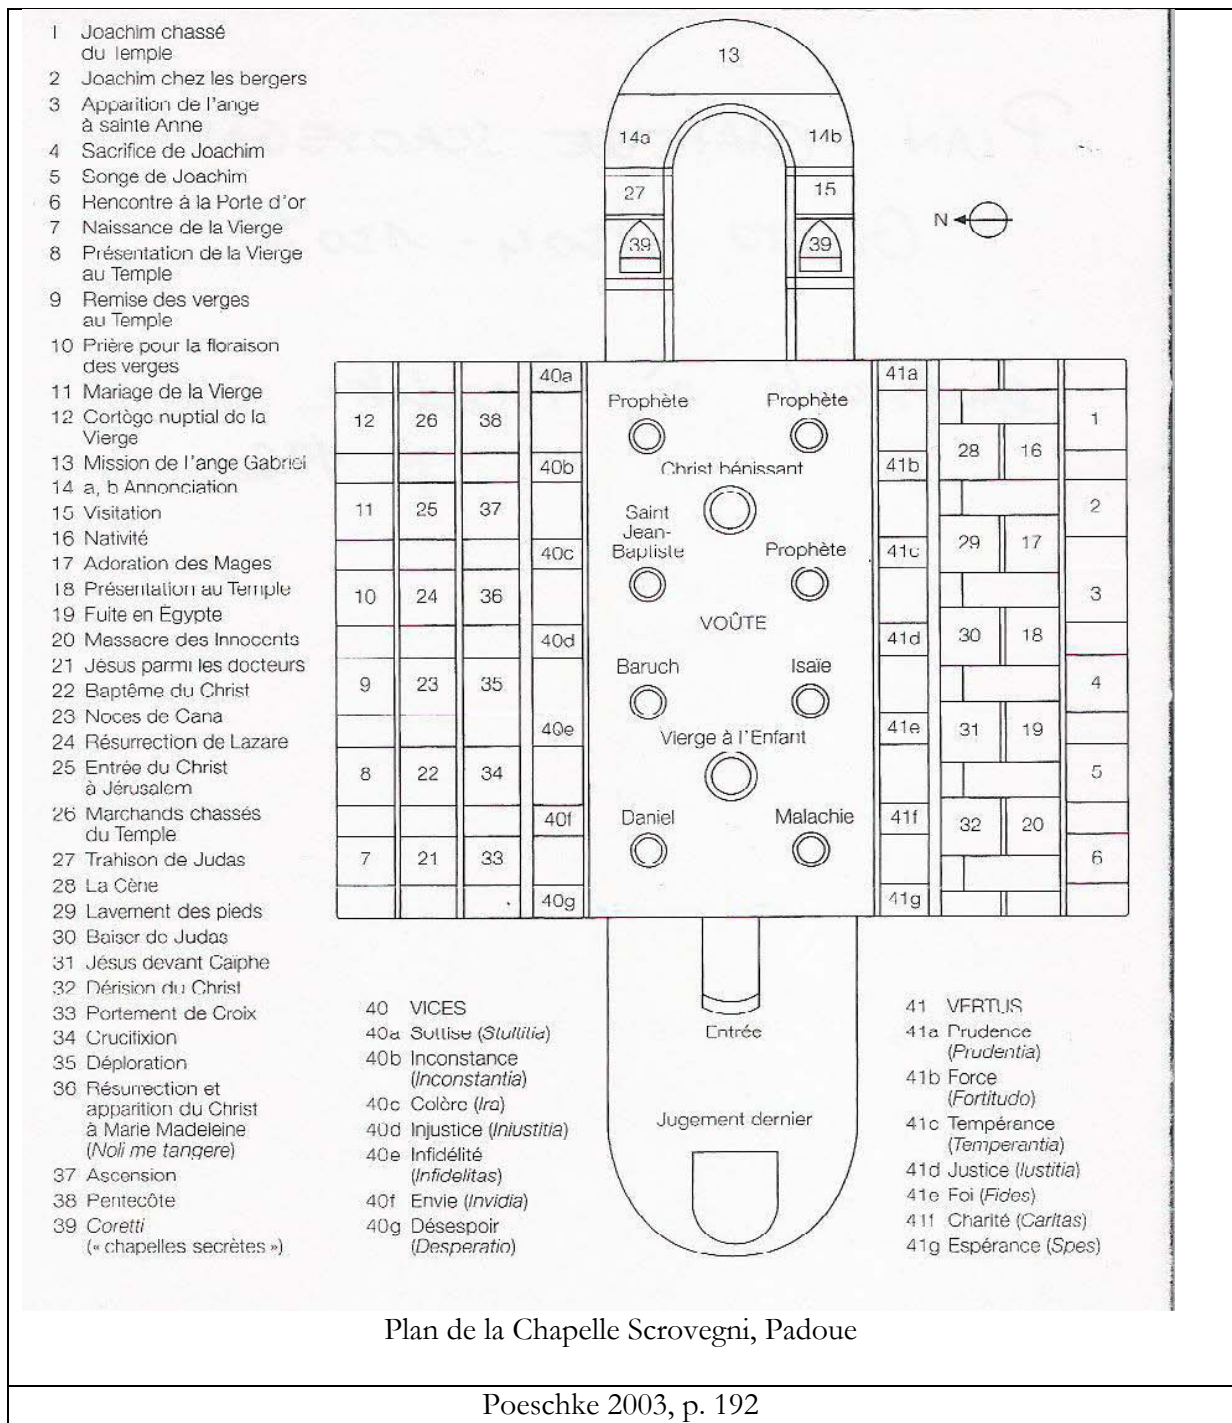 1 Joachim chassé
du Temple
2 Joachim chez les bergers
3 Apparition de l'ange
à sainte Anne
4 Sacrifice de Joachim
5 Songe de Joachim
6 Rencontre à la Porte d'or
7 Naissance de la Vierge
8 Présentation de la Vierge
au Temple
9 Remise des verges
au Temple
10 Prière pour la floraison
des verges
11 Mariage de la Vierge
12 Cortège nuptial de la
Vierge
13 Mission de l'ange Gabriel
14 a, b Annonciation
15 Visitation
16 Nativité
17 Adoration des Mages
18 Présentation au Temple
19 Fuite en Égypte
20 Massacre des Innocents
21 Jésus parmi les docteurs
22 Baptême du Christ
23 Noces de Cana
24 Résurrection de Lazare
25 Entrée du Christ
à Jérusalem
26 Marchands chassés
du Temple
27 Trahison de Judas
28 La Cène
29 Lavement des pieds
30 Baiser de Judas
31 Jésus devant Caïphe
32 Dérision du Christ
33 Portement de Croix
34 Crucifixion
35 Déploration
36 Résurrection et
apparition du Christ
à Marie Madeleine
(Noli me tangere)
37 Ascension
38 Pentecôte
39 Coretti
(« chapelles secrètes »)
13
14a 14b
27 15
39 39
N
40a 41a
12 26 38 Prophète Prophète 28 16 1
40b Christ bénissant 41b
11 25 37 Saint
Jean-
Baptiste Prophète 29 17 2
40c 41c
10 24 36 VOÛTE 3
40d 41d 30 18
9 23 35 Baruch Isaïe 4
40e Vierge à l'Enfant 41e 31 19
8 22 34 5
40f Daniel Malachie 41f 32 20
7 21 33 6
40g 41g
Entrée
Jugement dernier
40 VICES
40a Sottise (Stultitia)
40b Inconstance
(Inconstantia)
40c Colère (Ira)
40d Injustice (Iniustitia)
40e Infidélité
(Infidelitas)
40f Envie (Invidia)
40g Désespoir
(Desperatio)
41 VERTUS
41a Prudence
(Prudentia)
41b Force
(Fortitudo)
41c Tempérance
(Temperantia)
41d Justice (Iustitia)
41e Foi (Fides)
41f Charité (Caritas)
41g Espérance (Spes)
Plan de la Chapelle Scrovegni, Padoue
Poeschke 2003, p. 192